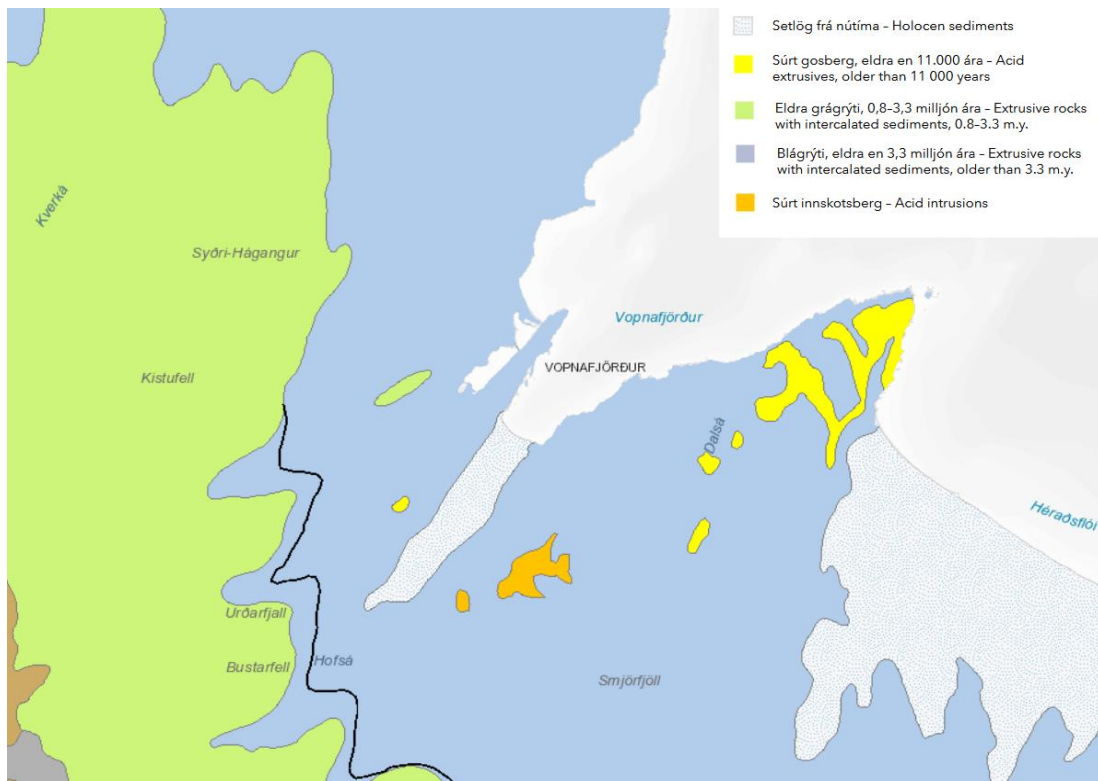 Setlög frá nútíma – Holocen sediments
Súrt gosberg, eldra en 11.000 ára – Acid
extrusives, older than 11 000 years
Eldra grágrýti, 0,8–3,3 milljón ára – Extrusive rocks
with intercalated sediments, 0.8–3.3 m.y.
Blágrýti, eldra en 3,3 milljón ára – Extrusive rocks
with intercalated sediments, older than 3.3 m.y.
Súrt innskotsberg – Acid intrusions
Kverká
Syðri-Hágangur
Vopnafjörður
VOPNAFJÖRÐUR
Kistufell
Dalsá
Héraðsflói
Urðarfjall
Bustarfell
Hofsá
Smjörfjöll